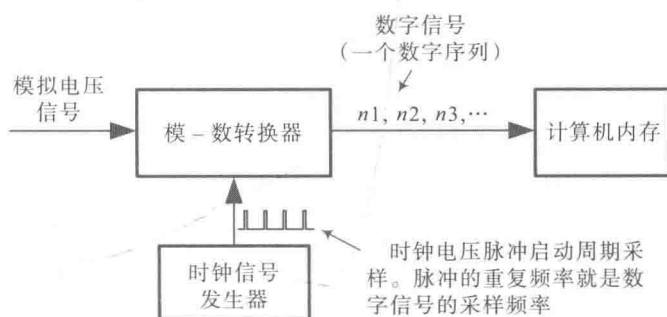 数字信号
（一个数字序列）
模拟电压
信号
模－数转换器
n1, n2, n3,…
计算机内存
时钟信号
发生器
时钟电压脉冲启动周期采
样。脉冲的重复频率就是数
字信号的采样频率